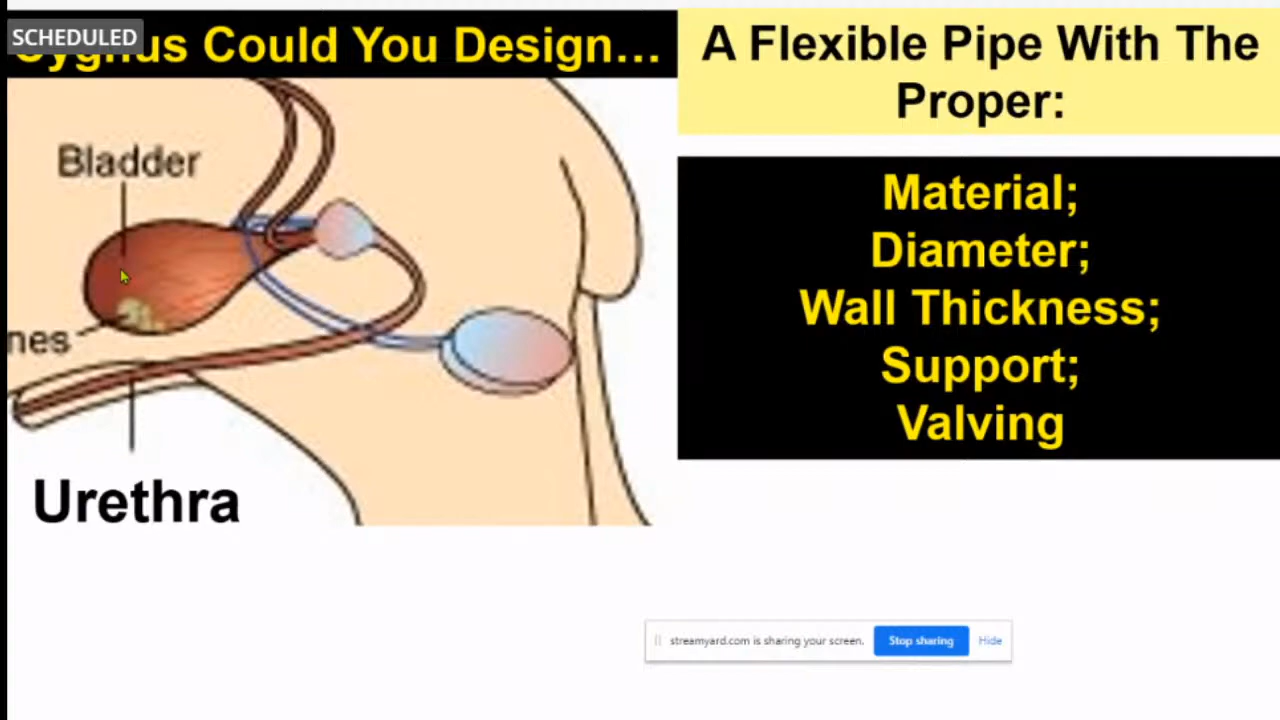 SCHEDULED
Could You Design...
A Flexible Pipe With The
Proper:
Material;
Diameter;
Wall Thickness;
Support;
Valving
Bladder
nes
Urethra
streamyard.com is sharing your screen.
Stop sharing
Hide